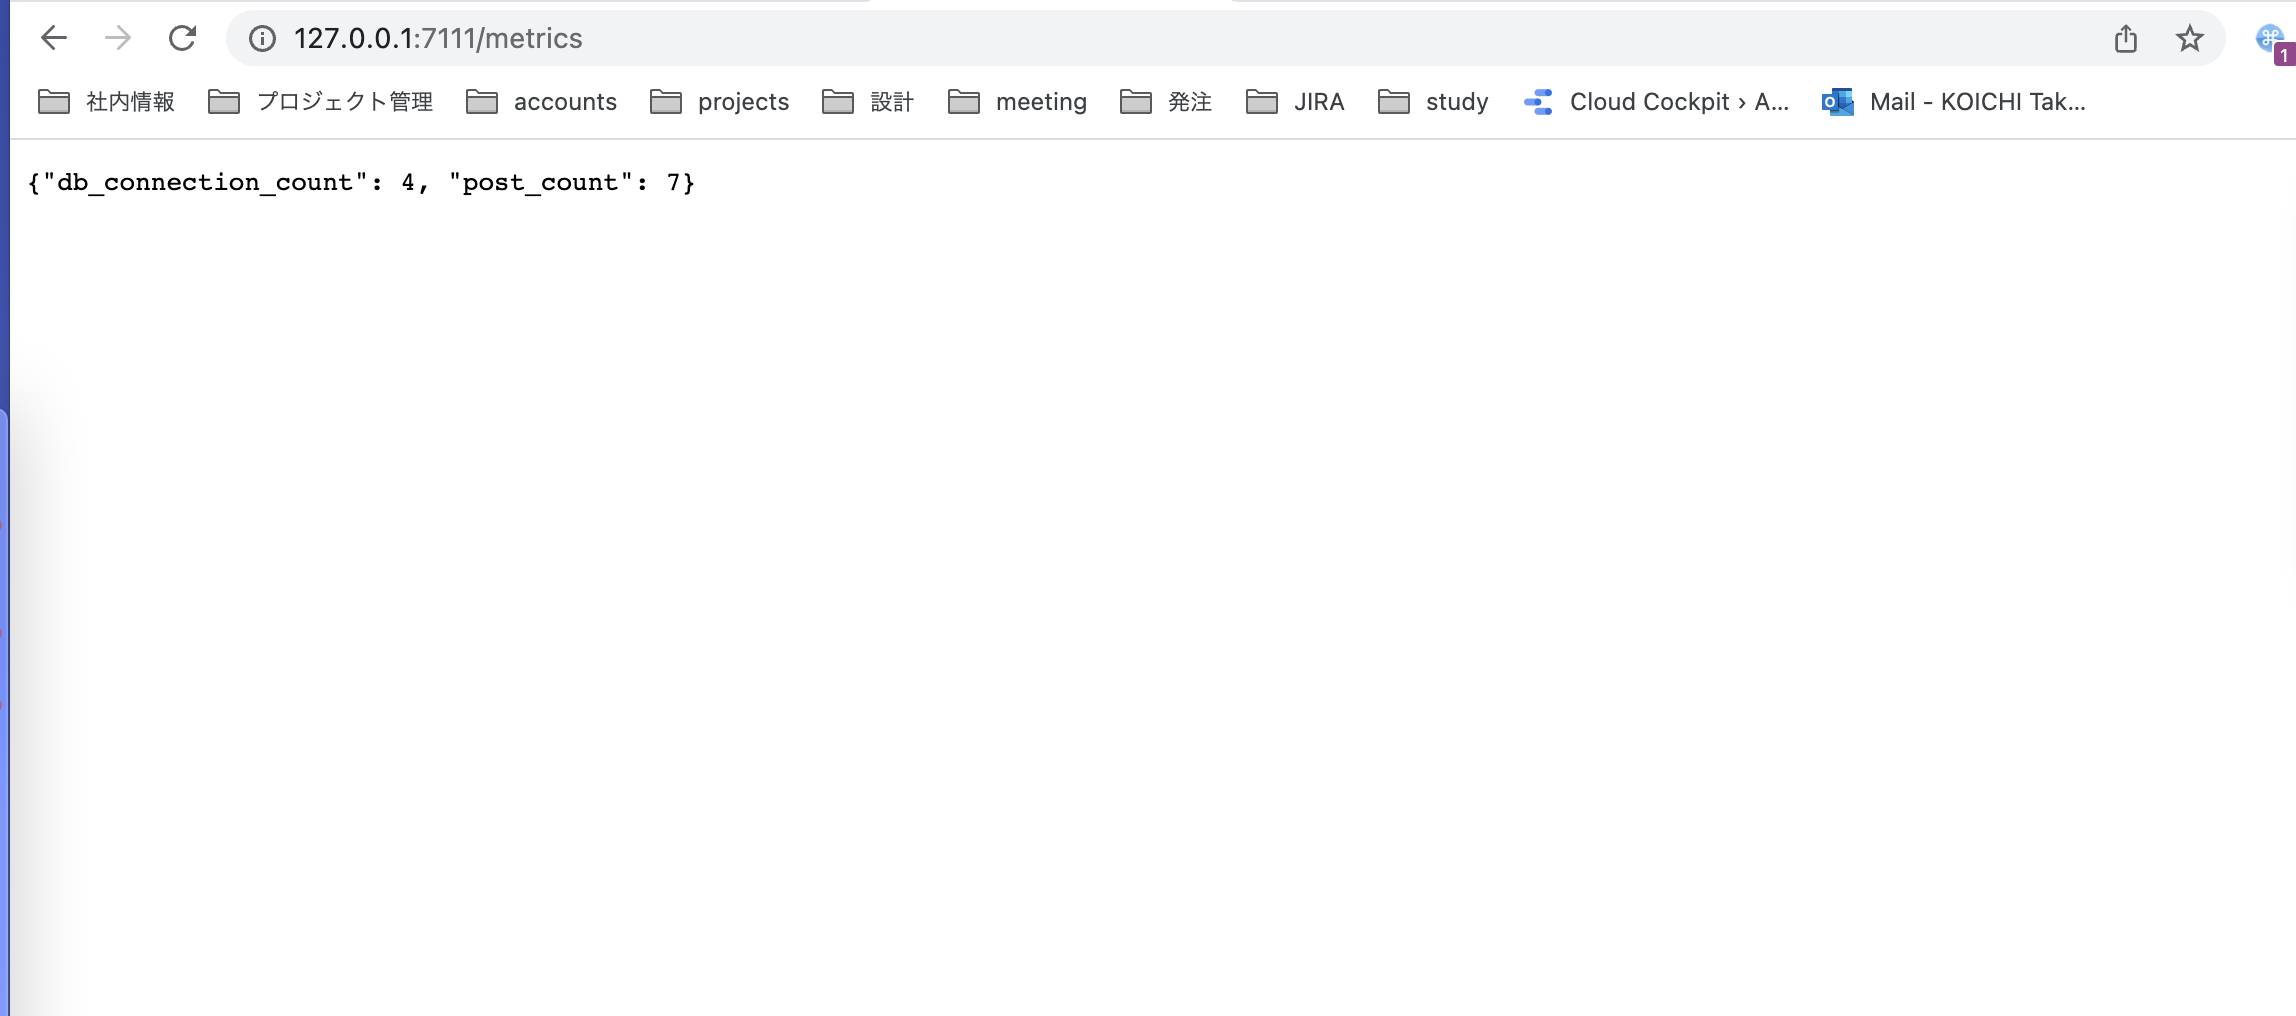 127.0.0.1:7111/metrics
1
社内情報 プロジェクト管理 accounts projects 設計 meeting 発注 JIRA study Cloud Cockpit › A... Mail - KOICHI Tak...
{"db_connection_count": 4, "post_count": 7}